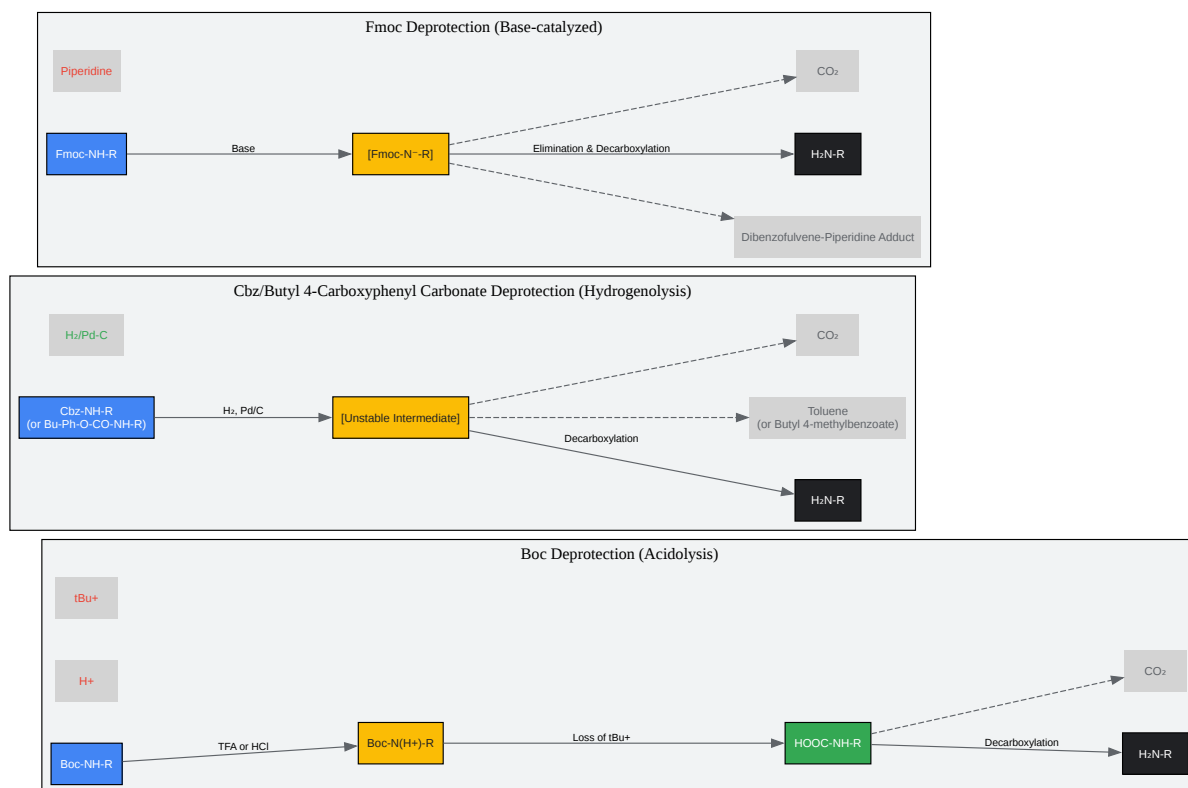 Fmoc Deprotection (Base-catalyzed)
Piperidine
CO₂
Fmoc-NH-R
Base
[Fmoc-N⁻-R]
Elimination & Decarboxylation
H₂N-R
Dibenzofulvene-Piperidine Adduct
Cbz/Butyl 4-Carboxyphenyl Carbonate Deprotection (Hydrogenolysis)
H₂/Pd-C
CO₂
Cbz-NH-R
(or Bu-Ph-O-CO-NH-R)
H₂, Pd/C
[Unstable Intermediate]
Toluene
(or Butyl 4-methylbenzoate)
Decarboxylation
H₂N-R
Boc Deprotection (Acidolysis)
tBu+
H+
CO₂
Boc-NH-R
TFA or HCl
Boc-N(H+)-R
Loss of tBu+
HOOC-NH-R
Decarboxylation
H₂N-R